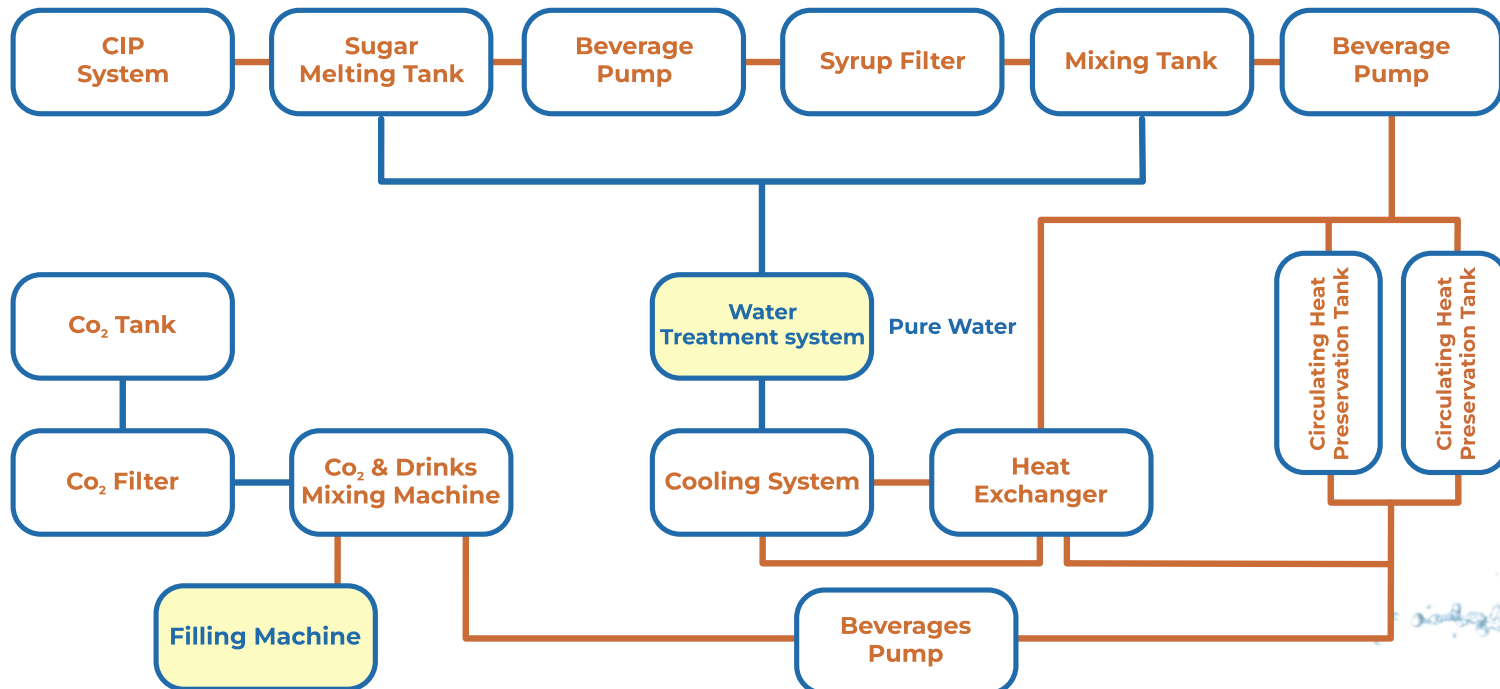 CIP
System
Sugar
Melting Tank
Beverage
Pump
Syrup Filter
Mixing Tank
Beverage
Pump
Co₂ Tank
Water
Treatment system
Pure Water
Circulating Heat
Preservation Tank
Circulating Heat
Preservation Tank
Co₂ Filter
Co₂ & Drinks
Mixing Machine
Cooling System
Heat
Exchanger
Filling Machine
Beverages
Pump